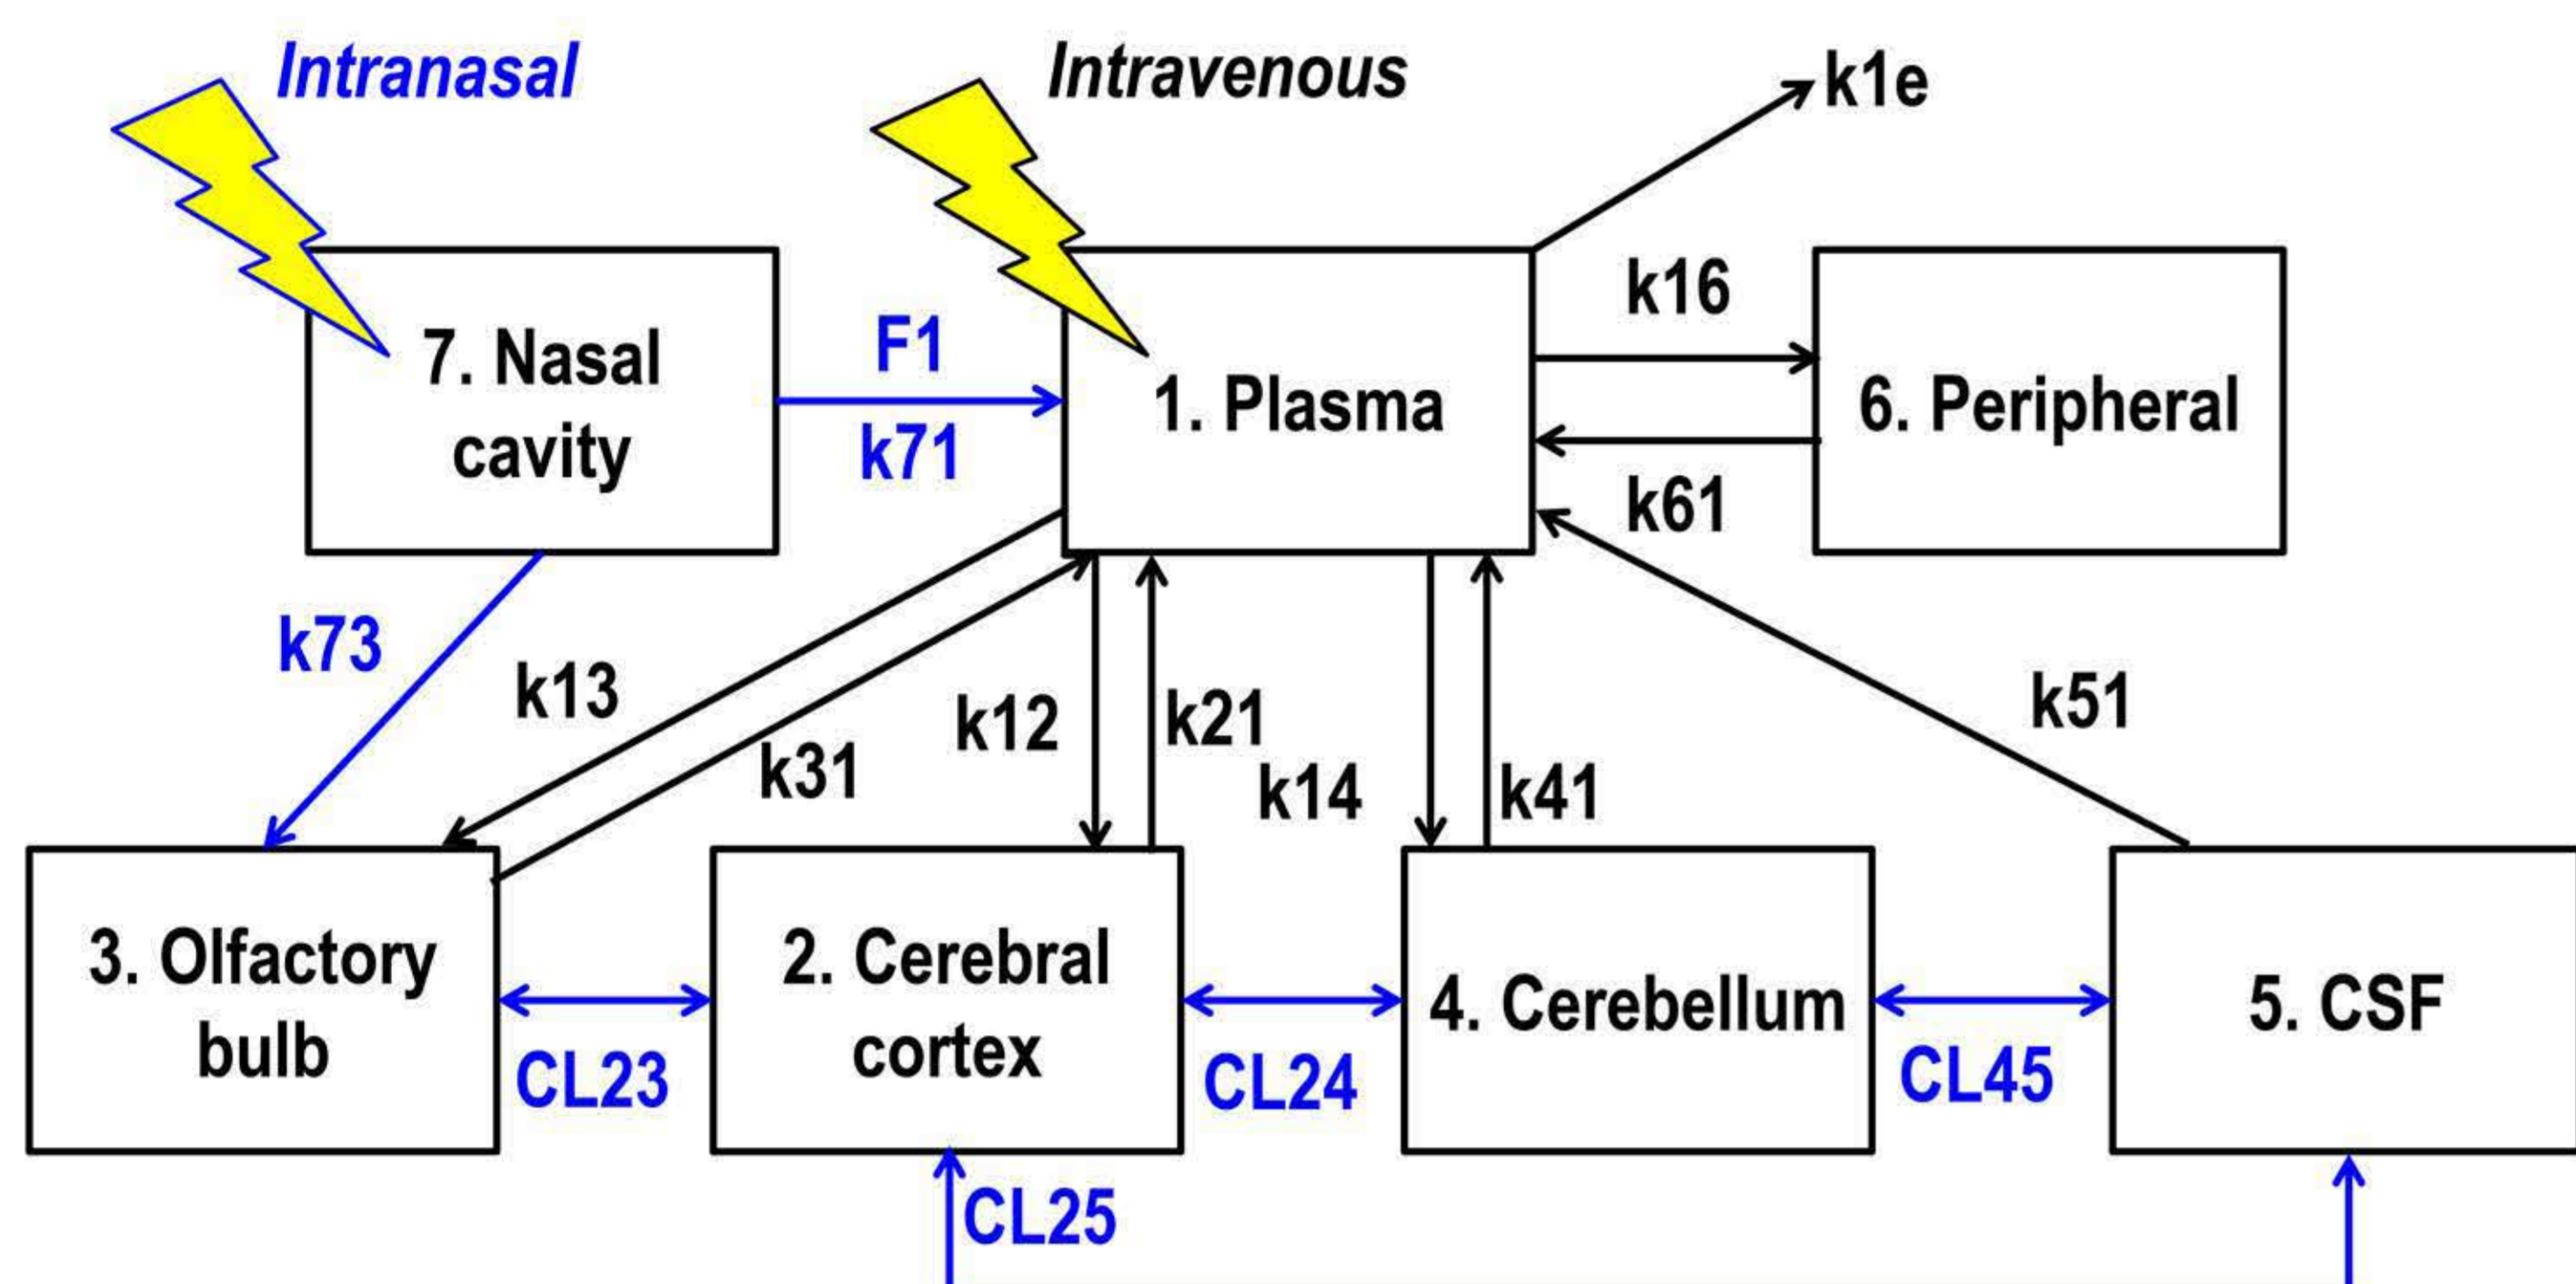 Intranasal
Intravenous
k1e
7. Nasal
cavity
F1
k71
1. Plasma
k16
k61
6. Peripheral
k73
k13
k31
k12
k21
k14
k41
k51
3. Olfactory
bulb
CL23
2. Cerebral
cortex
CL24
4. Cerebellum
CL45
5. CSF
CL25